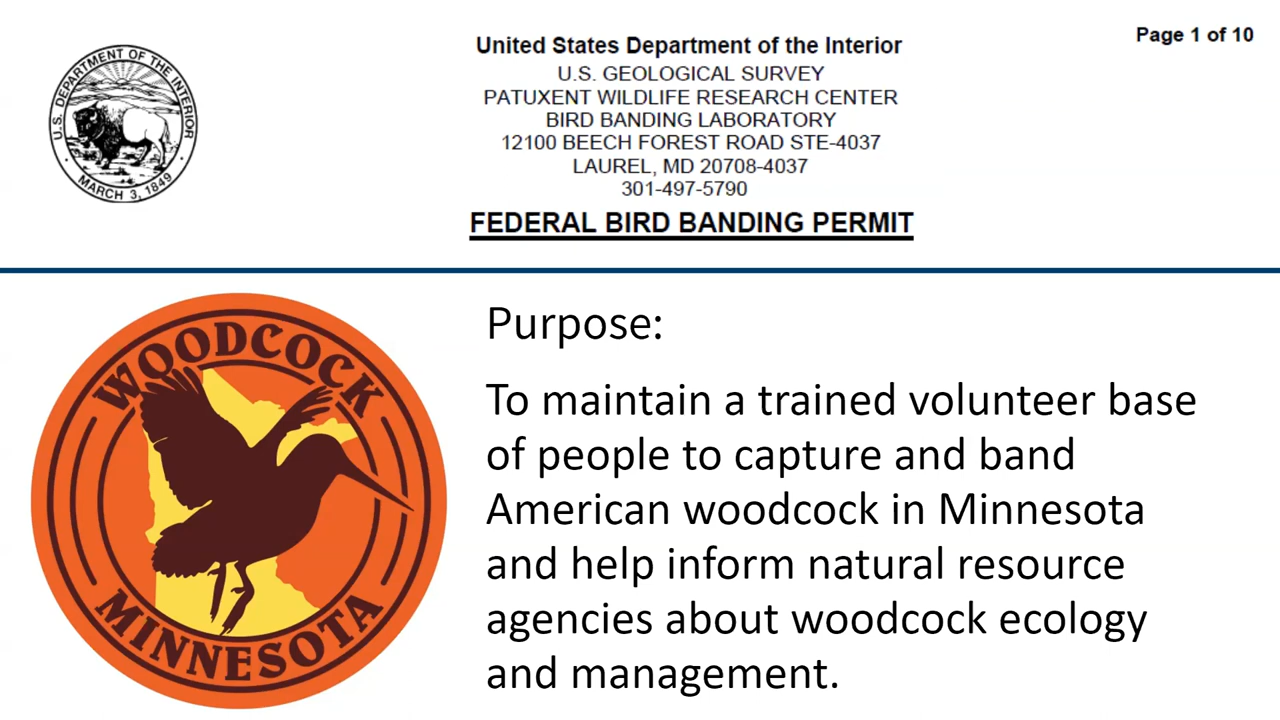 Page 1 of 10
U.S. DEPARTMENT OF THE INTERIOR
MARCH 3, 1849
United States Department of the Interior
U.S. GEOLOGICAL SURVEY
PATUXENT WILDLIFE RESEARCH CENTER
BIRD BANDING LABORATORY
12100 BEECH FOREST ROAD STE-4037
LAUREL, MD 20708-4037
301-497-5790
FEDERAL BIRD BANDING PERMIT
WOODCOCK
MINNESOTA
Purpose:
To maintain a trained volunteer base
of people to capture and band
American woodcock in Minnesota
and help inform natural resource
agencies about woodcock ecology
and management.